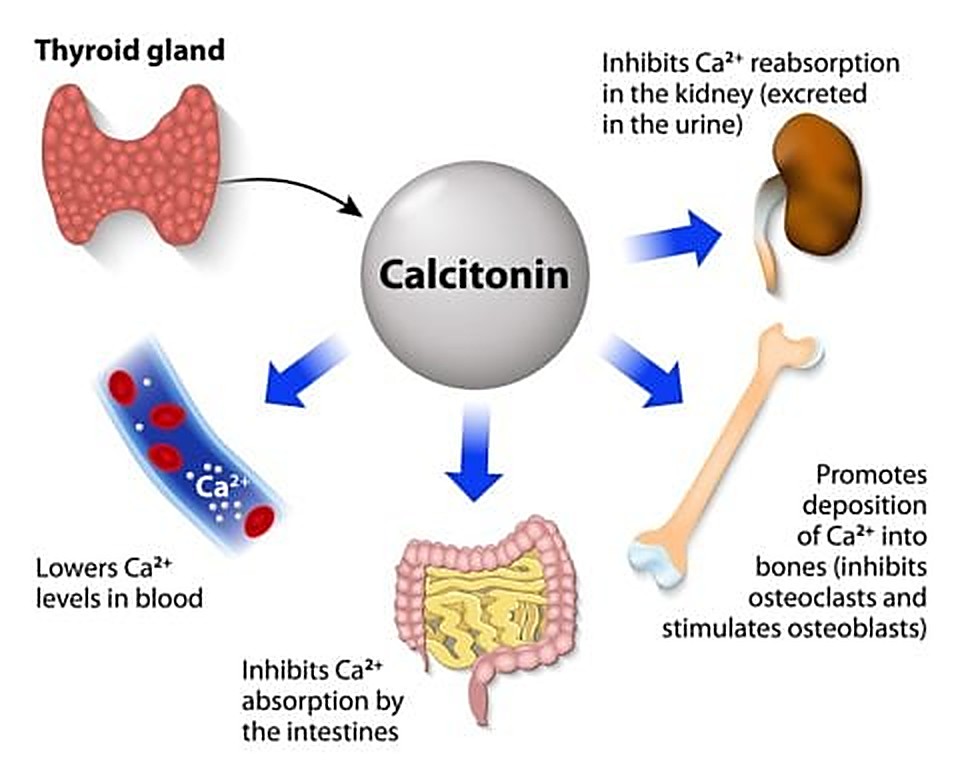 Thyroid gland
Inhibits Ca²⁺ reabsorption
in the kidney (excreted
in the urine)
Calcitonin
Ca²⁺
Lowers Ca²⁺
levels in blood
Inhibits Ca²⁺
absorption by
the intestines
Promotes
deposition
of Ca²⁺ into
bones (inhibits
osteoclasts and
stimulates osteoblasts)